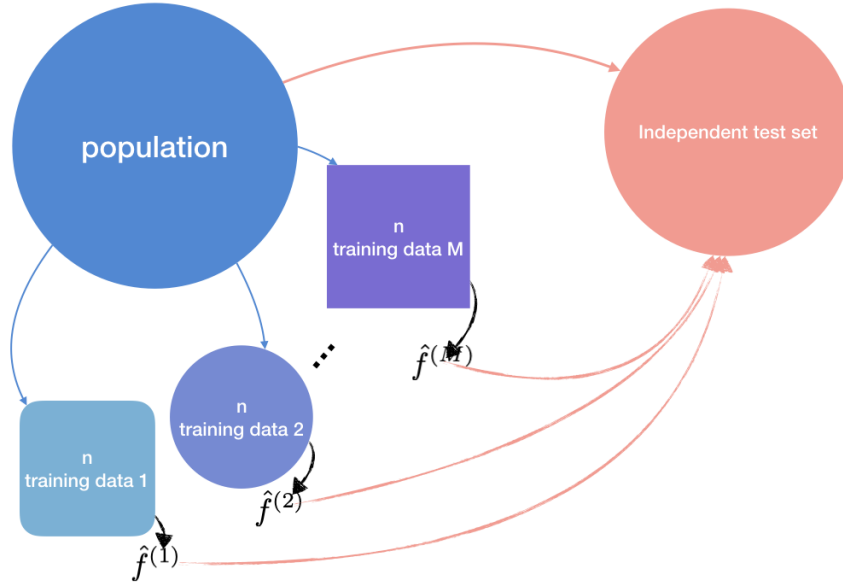 population
Independent test set
n
training data M
f̂^(M)
n
training data 2
f̂^(2)
n
training data 1
f̂^(1)